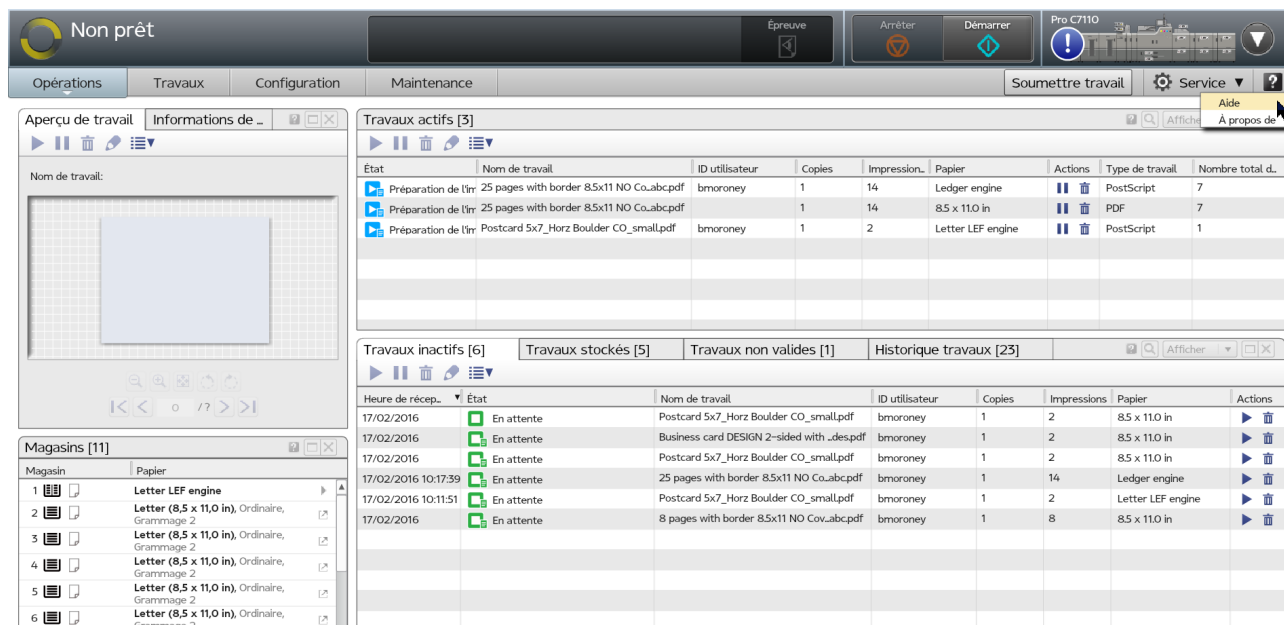 Non prêt
Épreuve
Arrêter
Démarrer
Pro C7110
Opérations Travaux Configuration Maintenance Soumettre travail Service ▼ ?
Aide
À propos de
Aperçu de travail Informations de ...
Nom de travail:
0 /?
Travaux actifs [3] Affiche
État Nom de travail ID utilisateur Copies Impression... Papier Actions Type de travail Nombre total d...
Préparation de l'im 25 pages with border 8.5x11 NO Co...abc.pdf bmoroney 1 14 Ledger engine PostScript 7
Préparation de l'im 25 pages with border 8.5x11 NO Co...abc.pdf 1 14 8.5 x 11.0 in PDF 7
Préparation de l'im Postcard 5x7_Horz Boulder CO_small.pdf bmoroney 1 2 Letter LEF engine PostScript 1
Travaux inactifs [6] Travaux stockés [5] Travaux non valides [1] Historique travaux [23] Afficher
Heure de récep... ▼ État Nom de travail ID utilisateur Copies Impressions Papier Actions
17/02/2016 En attente Postcard 5x7_Horz Boulder CO_small.pdf bmoroney 1 2 8.5 x 11.0 in
17/02/2016 En attente Business card DESIGN 2-sided with ...des.pdf bmoroney 1 2 8.5 x 11.0 in
17/02/2016 En attente Postcard 5x7_Horz Boulder CO_small.pdf bmoroney 1 2 8.5 x 11.0 in
17/02/2016 10:17:39 En attente 25 pages with border 8.5x11 NO Co...abc.pdf bmoroney 1 14 Ledger engine
17/02/2016 10:11:51 En attente Postcard 5x7_Horz Boulder CO_small.pdf bmoroney 1 2 Letter LEF engine
17/02/2016 En attente 8 pages with border 8.5x11 NO Cov...abc.pdf bmoroney 1 8 8.5 x 11.0 in
Magasins [11]
Magasin Papier
1 Letter LEF engine
2 Letter (8,5 x 11,0 in), Ordinaire,
Grammage 2
3 Letter (8,5 x 11,0 in), Ordinaire,
Grammage 2
4 Letter (8,5 x 11,0 in), Ordinaire,
Grammage 2
5 Letter (8,5 x 11,0 in), Ordinaire,
Grammage 2
6 Letter (8,5 x 11,0 in), Ordinaire,